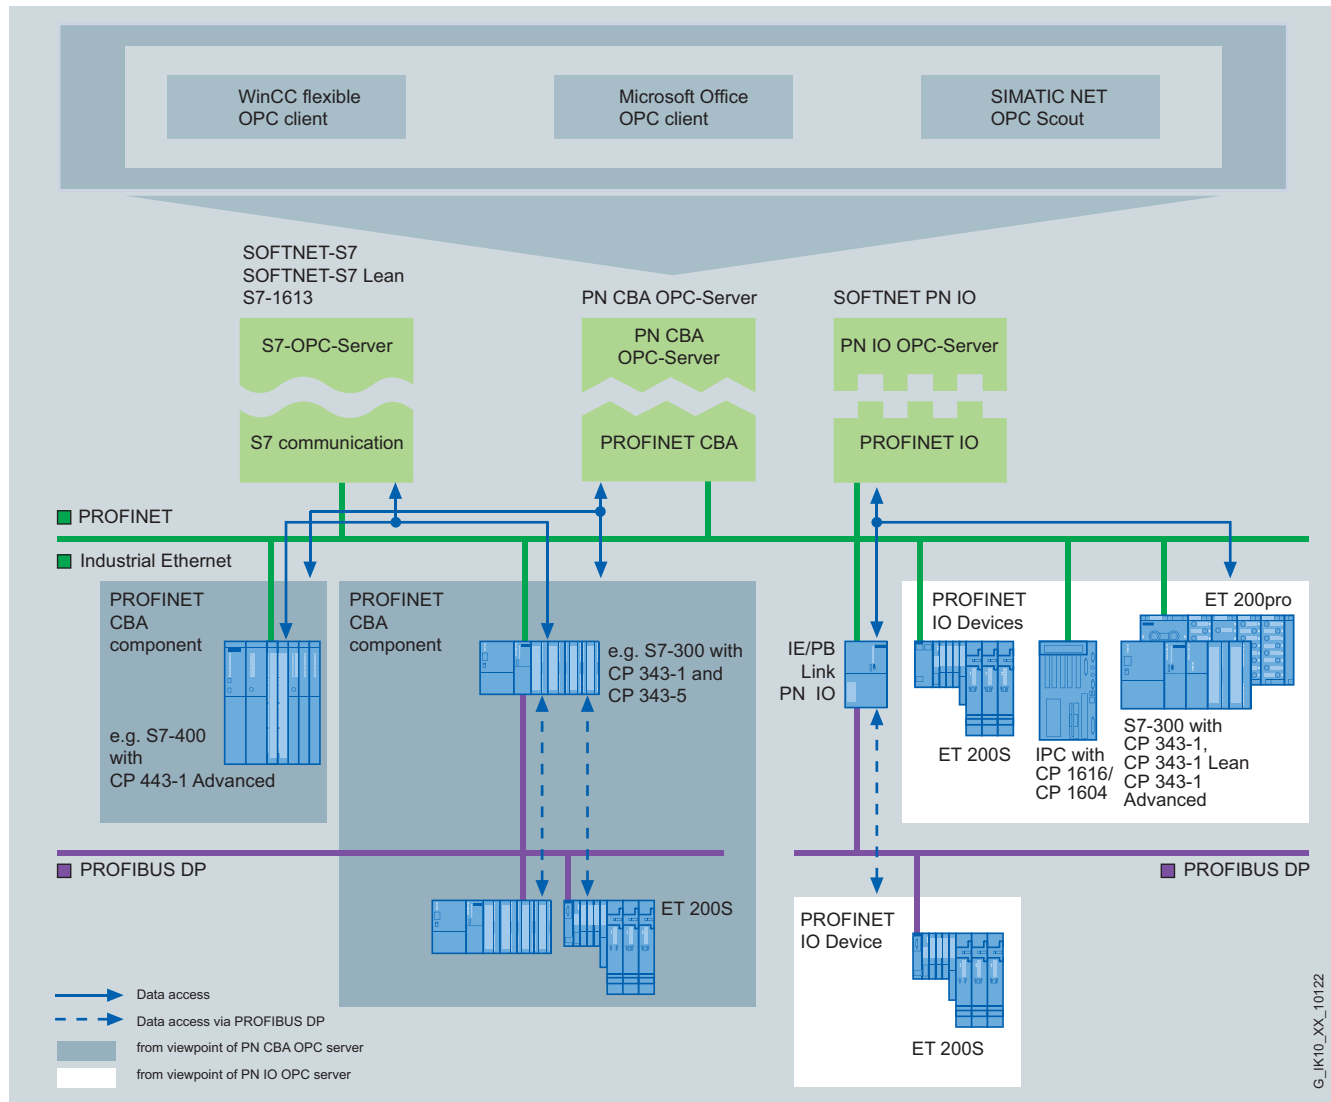 WinCC flexible
OPC client
Microsoft Office
OPC client
SIMATIC NET
OPC Scout
SOFTNET-S7
SOFTNET-S7 Lean
S7-1613
PN CBA OPC-Server
SOFTNET PN IO
S7-OPC-Server
PN CBA
OPC-Server
PN IO OPC-Server
S7 communication
PROFINET CBA
PROFINET IO
PROFINET
Industrial Ethernet
PROFINET
CBA
component
e.g. S7-400
with
CP 443-1 Advanced
PROFINET
CBA
component
e.g. S7-300 with
CP 343-1 and
CP 343-5
IE/PB
Link
PN IO
PROFINET
IO Devices
ET 200pro
ET 200S
IPC with
CP 1616/
CP 1604
S7-300 with
CP 343-1,
CP 343-1 Lean
CP 343-1
Advanced
PROFIBUS DP
PROFIBUS DP
ET 200S
PROFINET
IO Device
ET 200S
Data access
Data access via PROFIBUS DP
from viewpoint of PN CBA OPC server
from viewpoint of PN IO OPC server
G_IK10_XX_10122